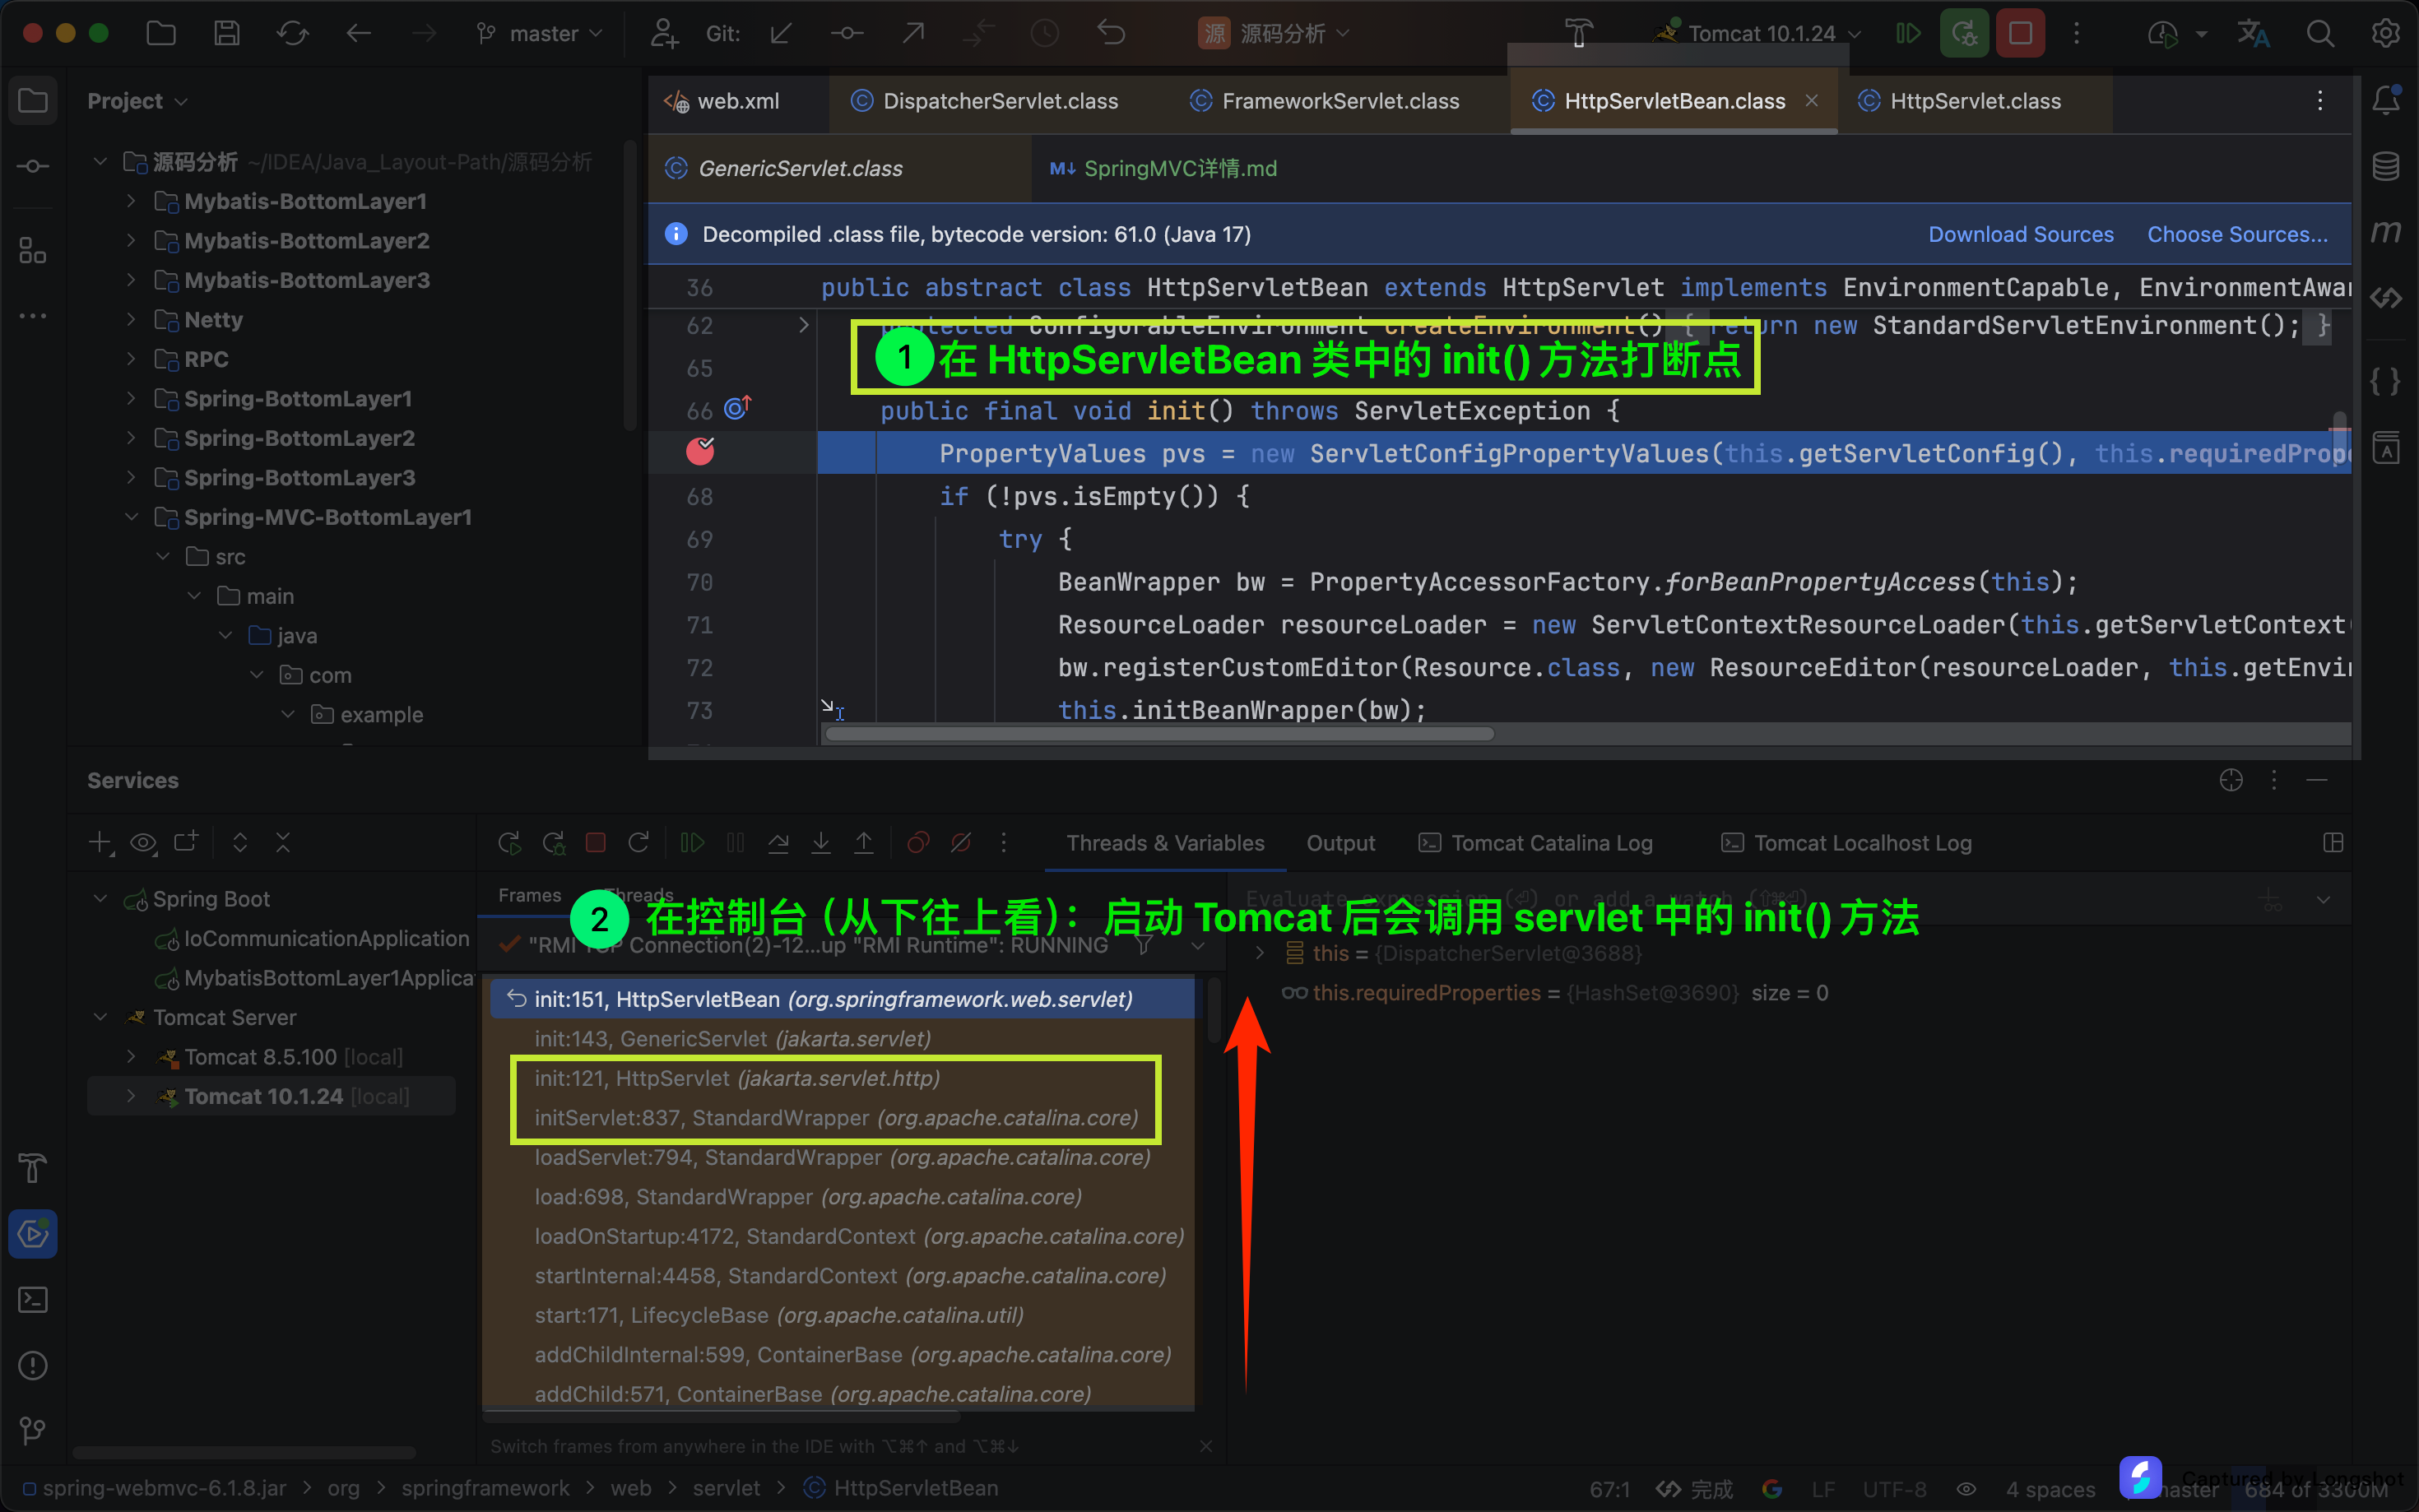 master
Git:
源 源码分析
Tomcat 10.1.24
Project
web.xml
DispatcherServlet.class
FrameworkServlet.class
HttpServletBean.class
HttpServlet.class
GenericServlet.class
M↓ SpringMVC详情.md
Decompiled .class file, bytecode version: 61.0 (Java 17)
Download Sources
Choose Sources...
源码分析 ~/IDEA/Java_Layout-Path/源码分析
Mybatis-BottomLayer1
Mybatis-BottomLayer2
Mybatis-BottomLayer3
Netty
RPC
Spring-BottomLayer1
Spring-BottomLayer2
Spring-BottomLayer3
Spring-MVC-BottomLayer1
src
main
java
com
example
36 public abstract class HttpServletBean extends HttpServlet implements EnvironmentCapable, EnvironmentAwar
62 protected ConfigurableEnvironment createEnvironment() { return new StandardServletEnvironment(); }
1 在 HttpServletBean 类中的 init() 方法打断点
65
66 public final void init() throws ServletException {
PropertyValues pvs = new ServletConfigPropertyValues(this.getServletConfig(), this.requiredPrope
68 if (!pvs.isEmpty()) {
69 try {
70 BeanWrapper bw = PropertyAccessorFactory.forBeanPropertyAccess(this);
71 ResourceLoader resourceLoader = new ServletContextResourceLoader(this.getServletContext(
72 bw.registerCustomEditor(Resource.class, new ResourceEditor(resourceLoader, this.getEnvir
73 this.initBeanWrapper(bw);
Services
Threads & Variables
Output
Tomcat Catalina Log
Tomcat Localhost Log
Spring Boot
IoCommunicationApplication
MybatisBottomLayer1Applica
Tomcat Server
Tomcat 8.5.100 [local]
Tomcat 10.1.24 [local]
Frames
Threads
Evaluate expression (⏎) or add a watch (⇧⌘⏎)
2 在控制台（从下往上看）：启动 Tomcat 后会调用 servlet 中的 init() 方法
"RMI TCP Connection(2)-12...up "RMI Runtime": RUNNING
this = {DispatcherServlet@3688}
this.requiredProperties = {HashSet@3690} size = 0
init:151, HttpServletBean (org.springframework.web.servlet)
init:143, GenericServlet (jakarta.servlet)
init:121, HttpServlet (jakarta.servlet.http)
initServlet:837, StandardWrapper (org.apache.catalina.core)
loadServlet:794, StandardWrapper (org.apache.catalina.core)
load:698, StandardWrapper (org.apache.catalina.core)
loadOnStartup:4172, StandardContext (org.apache.catalina.core)
startInternal:4458, StandardContext (org.apache.catalina.core)
start:171, LifecycleBase (org.apache.catalina.util)
addChildInternal:599, ContainerBase (org.apache.catalina.core)
addChild:571, ContainerBase (org.apache.catalina.core)
Switch frames from anywhere in the IDE with ⌥⌘↑ and ⌥⌘↓
spring-webmvc-6.1.8.jar > org > springframework > web > servlet > HttpServletBean
67:1
完成
LF
UTF-8
4 spaces
master
684 of 3300M
Captured by Longshot